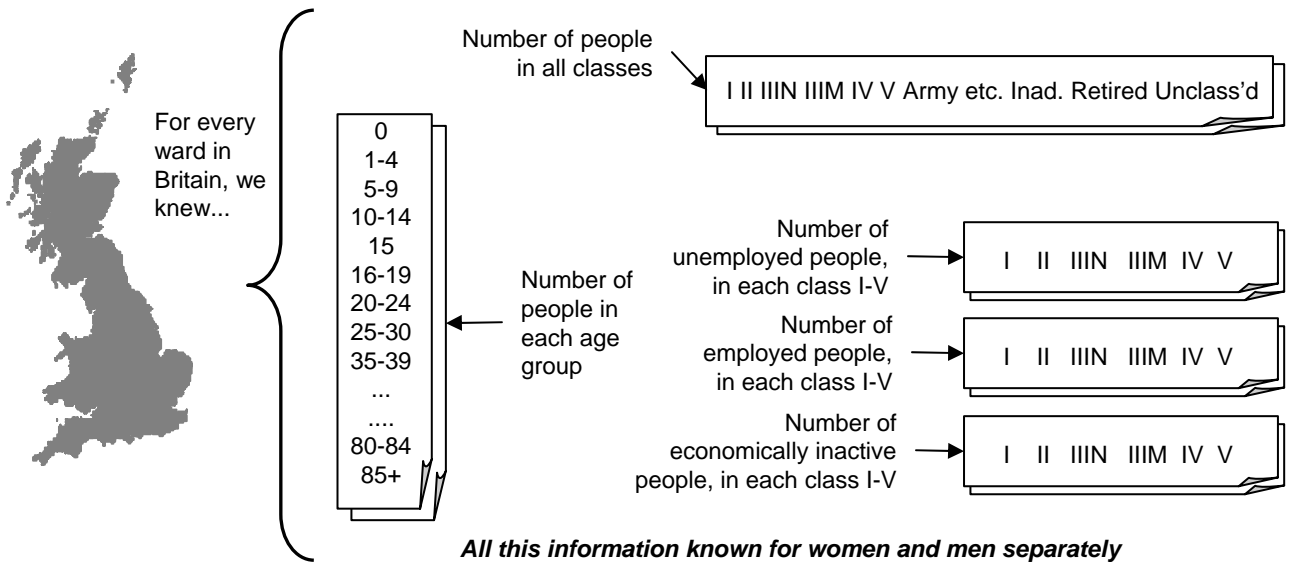 For every
ward in
Britain, we
knew...
0
1-4
5-9
10-14
15
16-19
20-24
25-30
35-39
...
....
80-84
85+
Number of
people in
each age
group
Number of people
in all classes
I II IIIN IIIM IV V Army etc. Inad. Retired Unclass'd
Number of
unemployed people,
in each class I-V
I II IIIN IIIM IV V
Number of
employed people,
in each class I-V
I II IIIN IIIM IV V
Number of
economically inactive
people, in each class I-V
I II IIIN IIIM IV V
All this information known for women and men separately